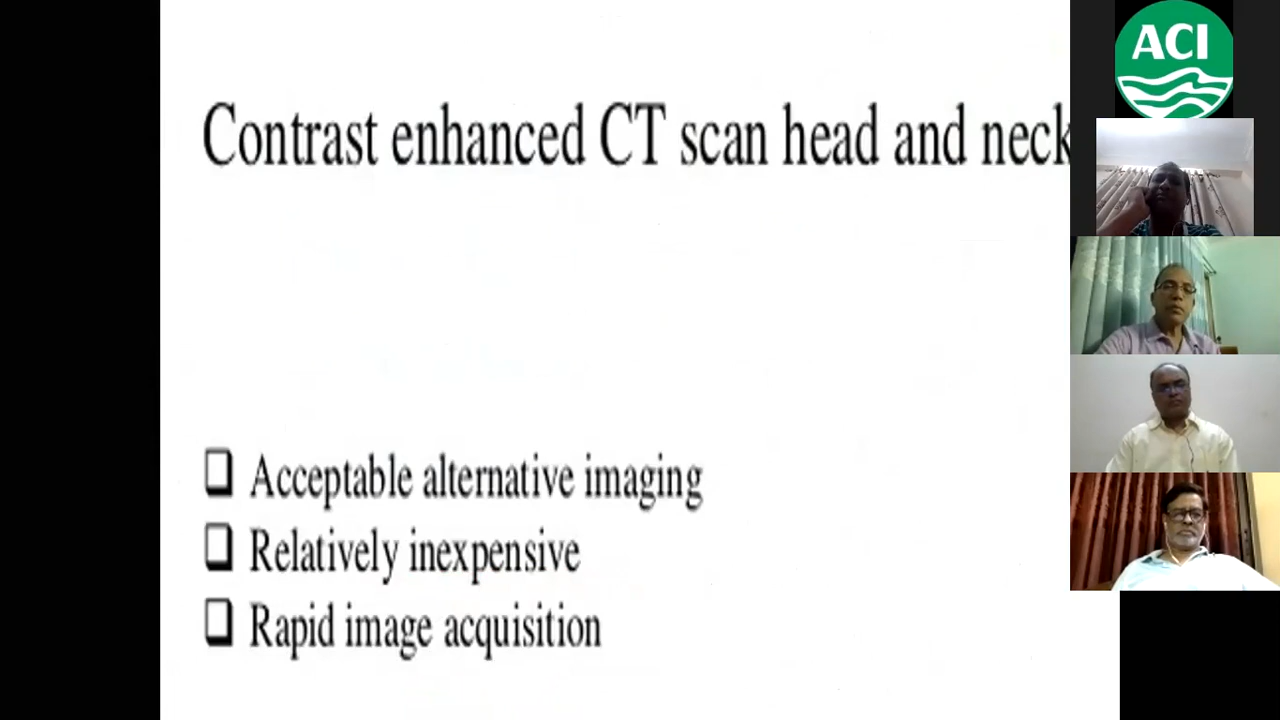 Contrast enhanced CT scan head and neck
Acceptable alternative imaging
Relatively inexpensive
Rapid image acquisition
ACI